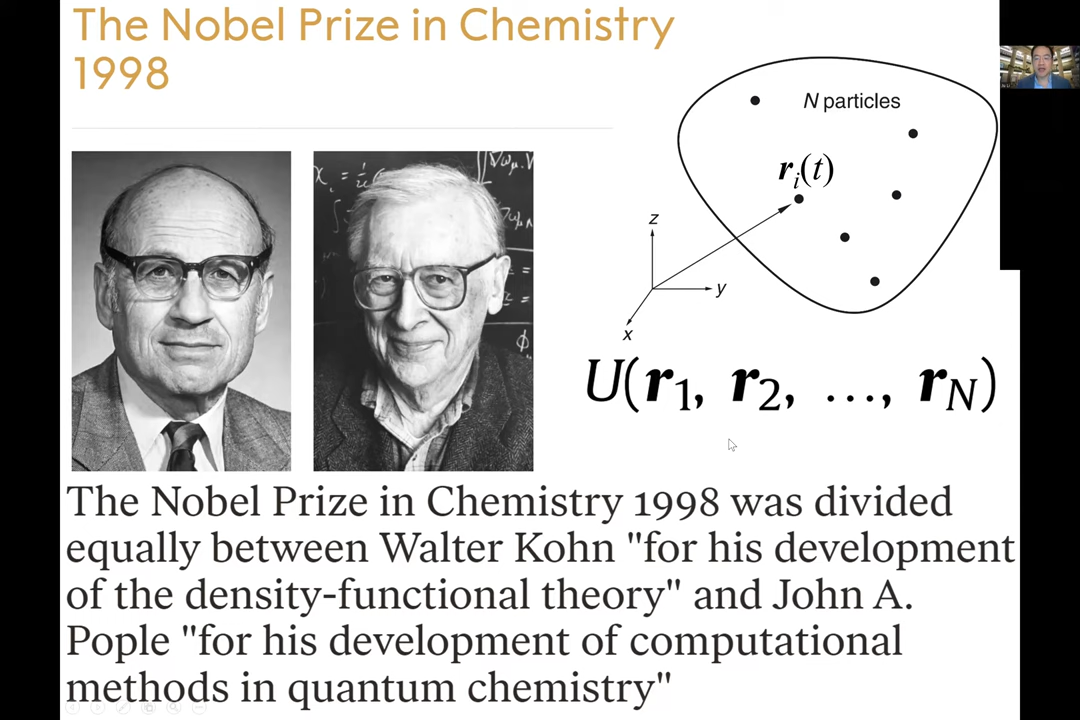 The Nobel Prize in Chemistry
1998
N particles
rᵢ(t)
z
y
x
U(r₁, r₂, ..., r_N)
The Nobel Prize in Chemistry 1998 was divided
equally between Walter Kohn "for his development
of the density-functional theory" and John A.
Pople "for his development of computational
methods in quantum chemistry"